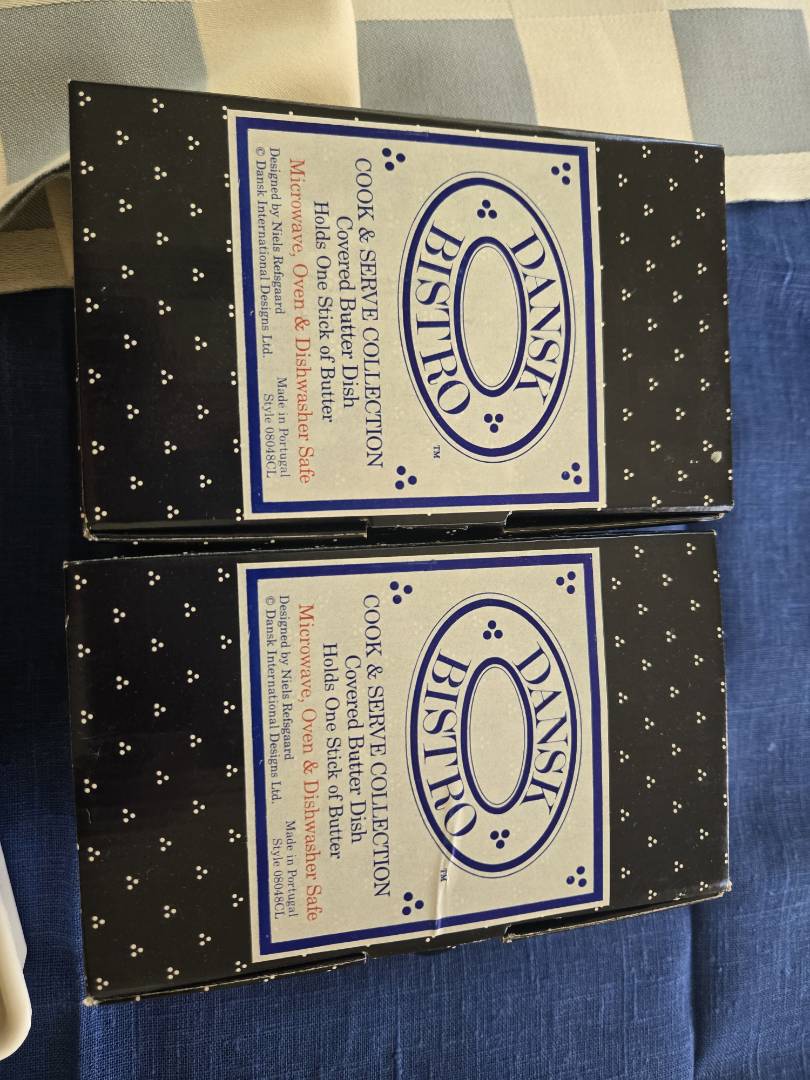 DANSK
BISTRO
TM
COOK & SERVE COLLECTION
Covered Butter Dish
Holds One Stick of Butter
Microwave, Oven & Dishwasher Safe
Designed by Niels Refsgaard
© Dansk International Designs Ltd.
Made in Portugal
Style 08048CL
DANSK
BISTRO
TM
COOK & SERVE COLLECTION
Covered Butter Dish
Holds One Stick of Butter
Microwave, Oven & Dishwasher Safe
Designed by Niels Refsgaard
© Dansk International Designs Ltd.
Made in Portugal
Style 08048CL